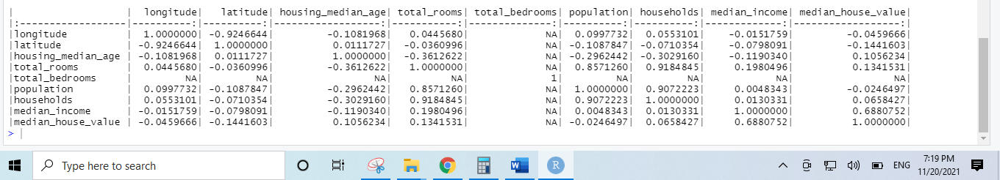 |                   | longitude| latitude| housing_median_age| total_rooms| total_bedrooms| population| households| median_income| median_house_value|
|:------------------|----------:|----------:|------------------:|-----------:|--------------:|----------:|----------:|-------------:|------------------:|
|longitude          | 1.0000000| -0.9246644| -0.1081968| 0.0445680| NA| 0.0997732| 0.0553101| -0.0151759| -0.0459666|
|latitude           | -0.9246644| 1.0000000| 0.0111727| -0.0360996| NA| -0.1087847| -0.0710354| -0.0798091| -0.1441603|
|housing_median_age | -0.1081968| 0.0111727| 1.0000000| -0.3612622| NA| -0.2962442| -0.3029160| -0.1190340| 0.1056234|
|total_rooms        | 0.0445680| -0.0360996| -0.3612622| 1.0000000| NA| 0.8571260| 0.9184845| 0.1980496| 0.1341531|
|total_bedrooms     | NA| NA| NA| NA| 1| NA| NA| NA| NA|
|population         | 0.0997732| -0.1087847| -0.2962442| 0.8571260| NA| 1.0000000| 0.9072223| 0.0048343| -0.0246497|
|households         | 0.0553101| -0.0710354| -0.3029160| 0.9184845| NA| 0.9072223| 1.0000000| 0.0130331| 0.0658427|
|median_income      | -0.0151759| -0.0798091| -0.1190340| 0.1980496| NA| 0.0048343| 0.0130331| 1.0000000| 0.6880752|
|median_house_value | -0.0459666| -0.1441603| 0.1056234| 0.1341531| NA| -0.0246497| 0.0658427| 0.6880752| 1.0000000|
>
Type here to search
W
R
ENG
7:19 PM
11/20/2021